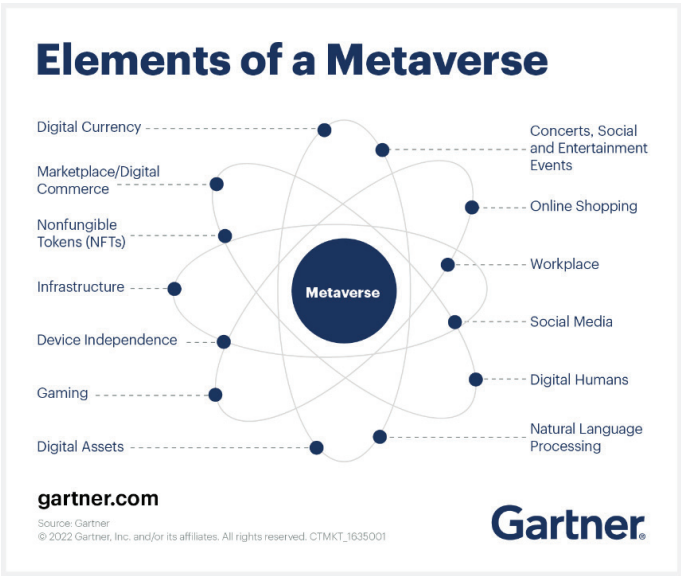 Elements of a Metaverse
Digital Currency
Marketplace/Digital
Commerce
Nonfungible
Tokens (NFTs)
Infrastructure
Device Independence
Gaming
Digital Assets
Metaverse
Concerts, Social
and Entertainment
Events
Online Shopping
Workplace
Social Media
Digital Humans
Natural Language
Processing
gartner.com
Source: Gartner
© 2022 Gartner, Inc. and/or its affiliates. All rights reserved. CTMKT_1635001
Gartner®